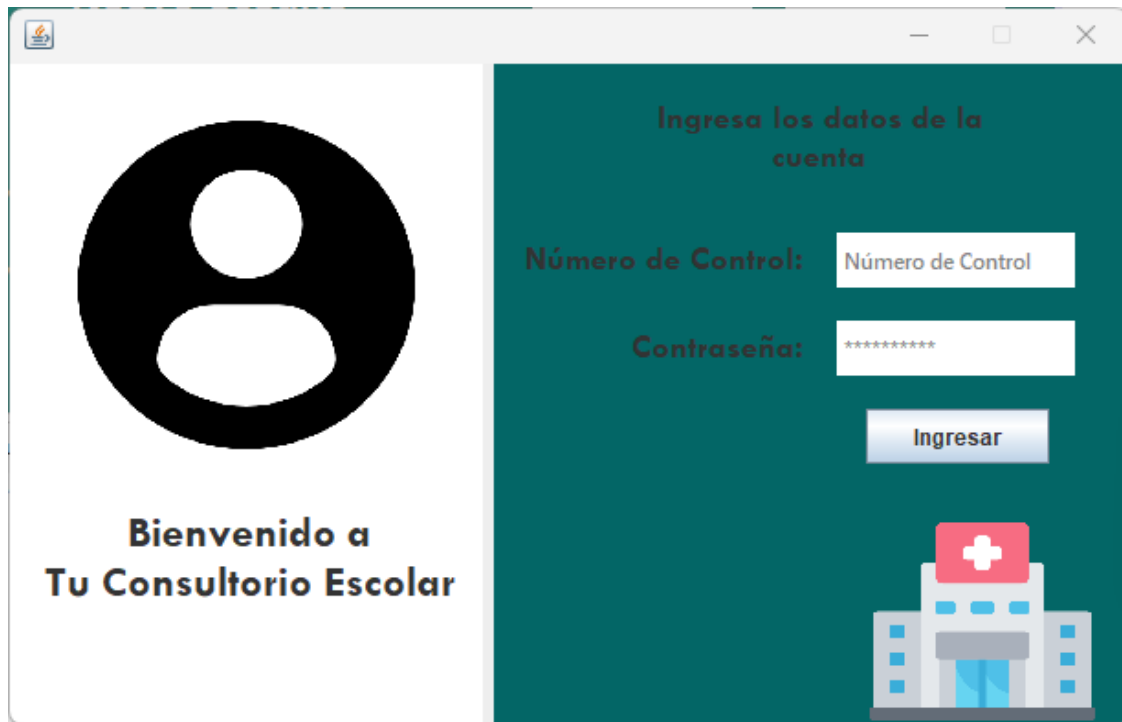 Bienvenido a
Tu Consultorio Escolar
Ingresa los datos de la
cuenta
Número de Control:
Número de Control
Contraseña:
**********
Ingresar